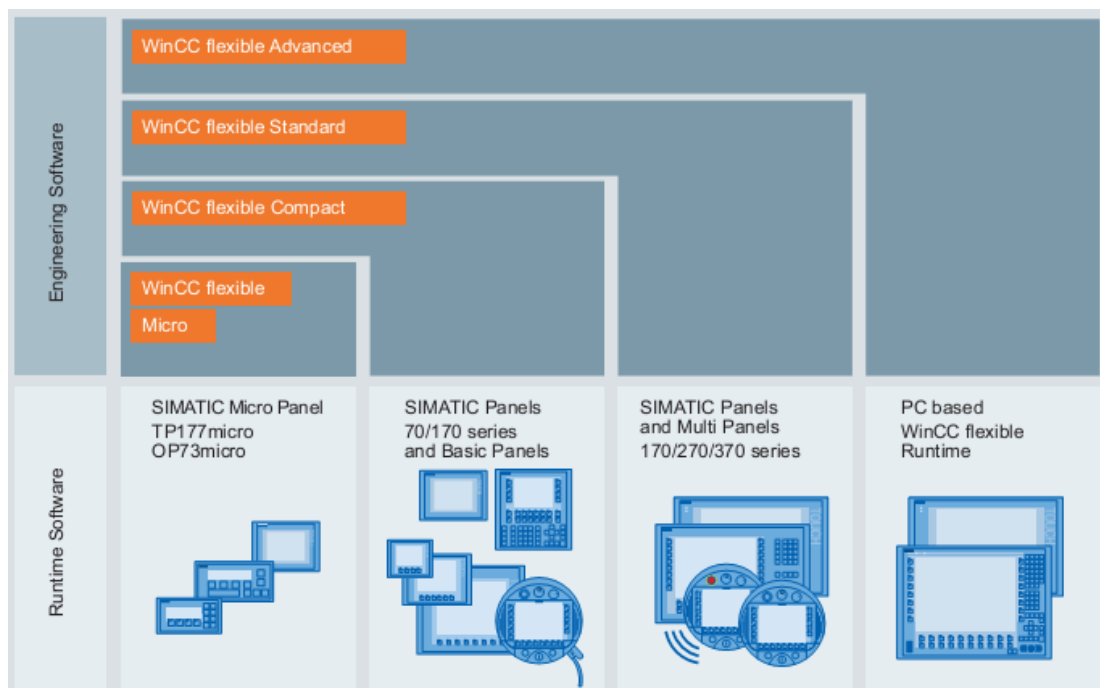 Engineering Software
WinCC flexible Advanced
WinCC flexible Standard
WinCC flexible Compact
WinCC flexible
Micro
Runtime Software
SIMATIC Micro Panel
TP177micro
OP73micro
SIMATIC Panels
70/170 series
and Basic Panels
SIMATIC Panels
and Multi Panels
170/270/370 series
PC based
WinCC flexible
Runtime
TOUCH
TOUCH